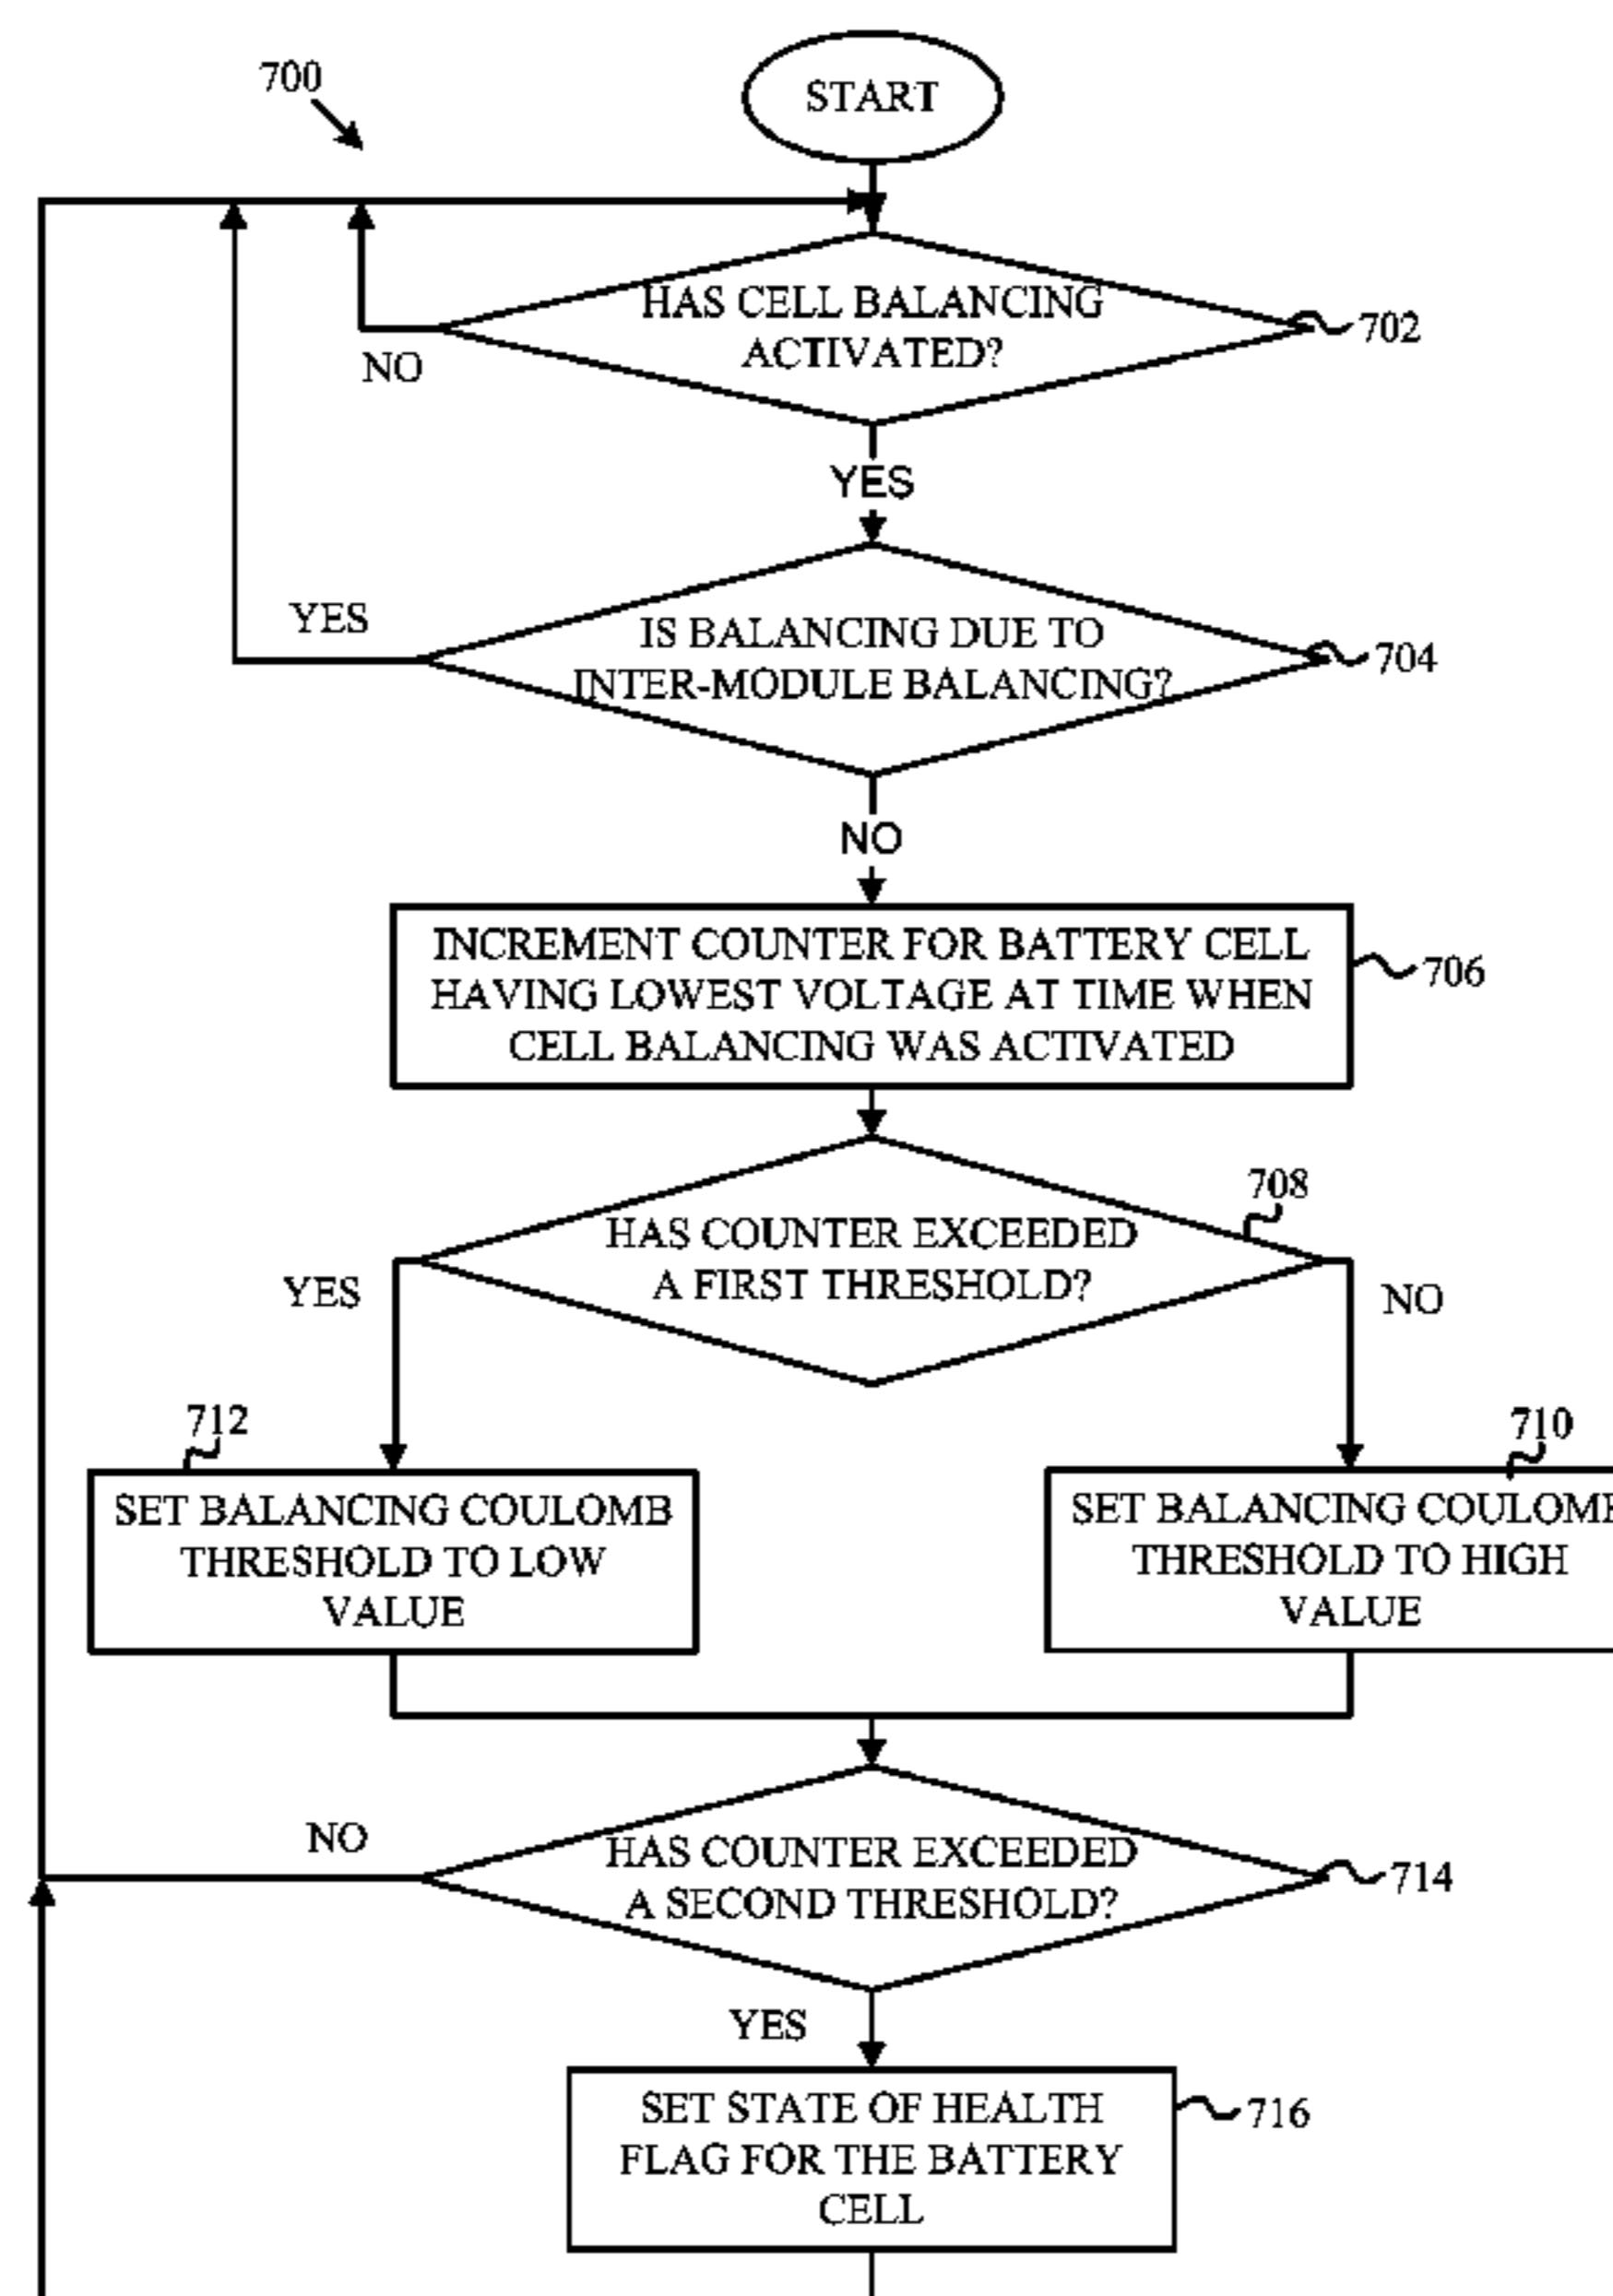 700
START
HAS CELL BALANCING
ACTIVATED?
702
NO
YES
YES
IS BALANCING DUE TO
INTER-MODULE BALANCING?
704
NO
INCREMENT COUNTER FOR BATTERY CELL
HAVING LOWEST VOLTAGE AT TIME WHEN
CELL BALANCING WAS ACTIVATED
706
708
HAS COUNTER EXCEEDED
A FIRST THRESHOLD?
YES
NO
712
710
SET BALANCING COULOMB
THRESHOLD TO LOW
VALUE
SET BALANCING COULOMB
THRESHOLD TO HIGH
VALUE
NO
HAS COUNTER EXCEEDED
A SECOND THRESHOLD?
714
YES
SET STATE OF HEALTH
FLAG FOR THE BATTERY
CELL
716